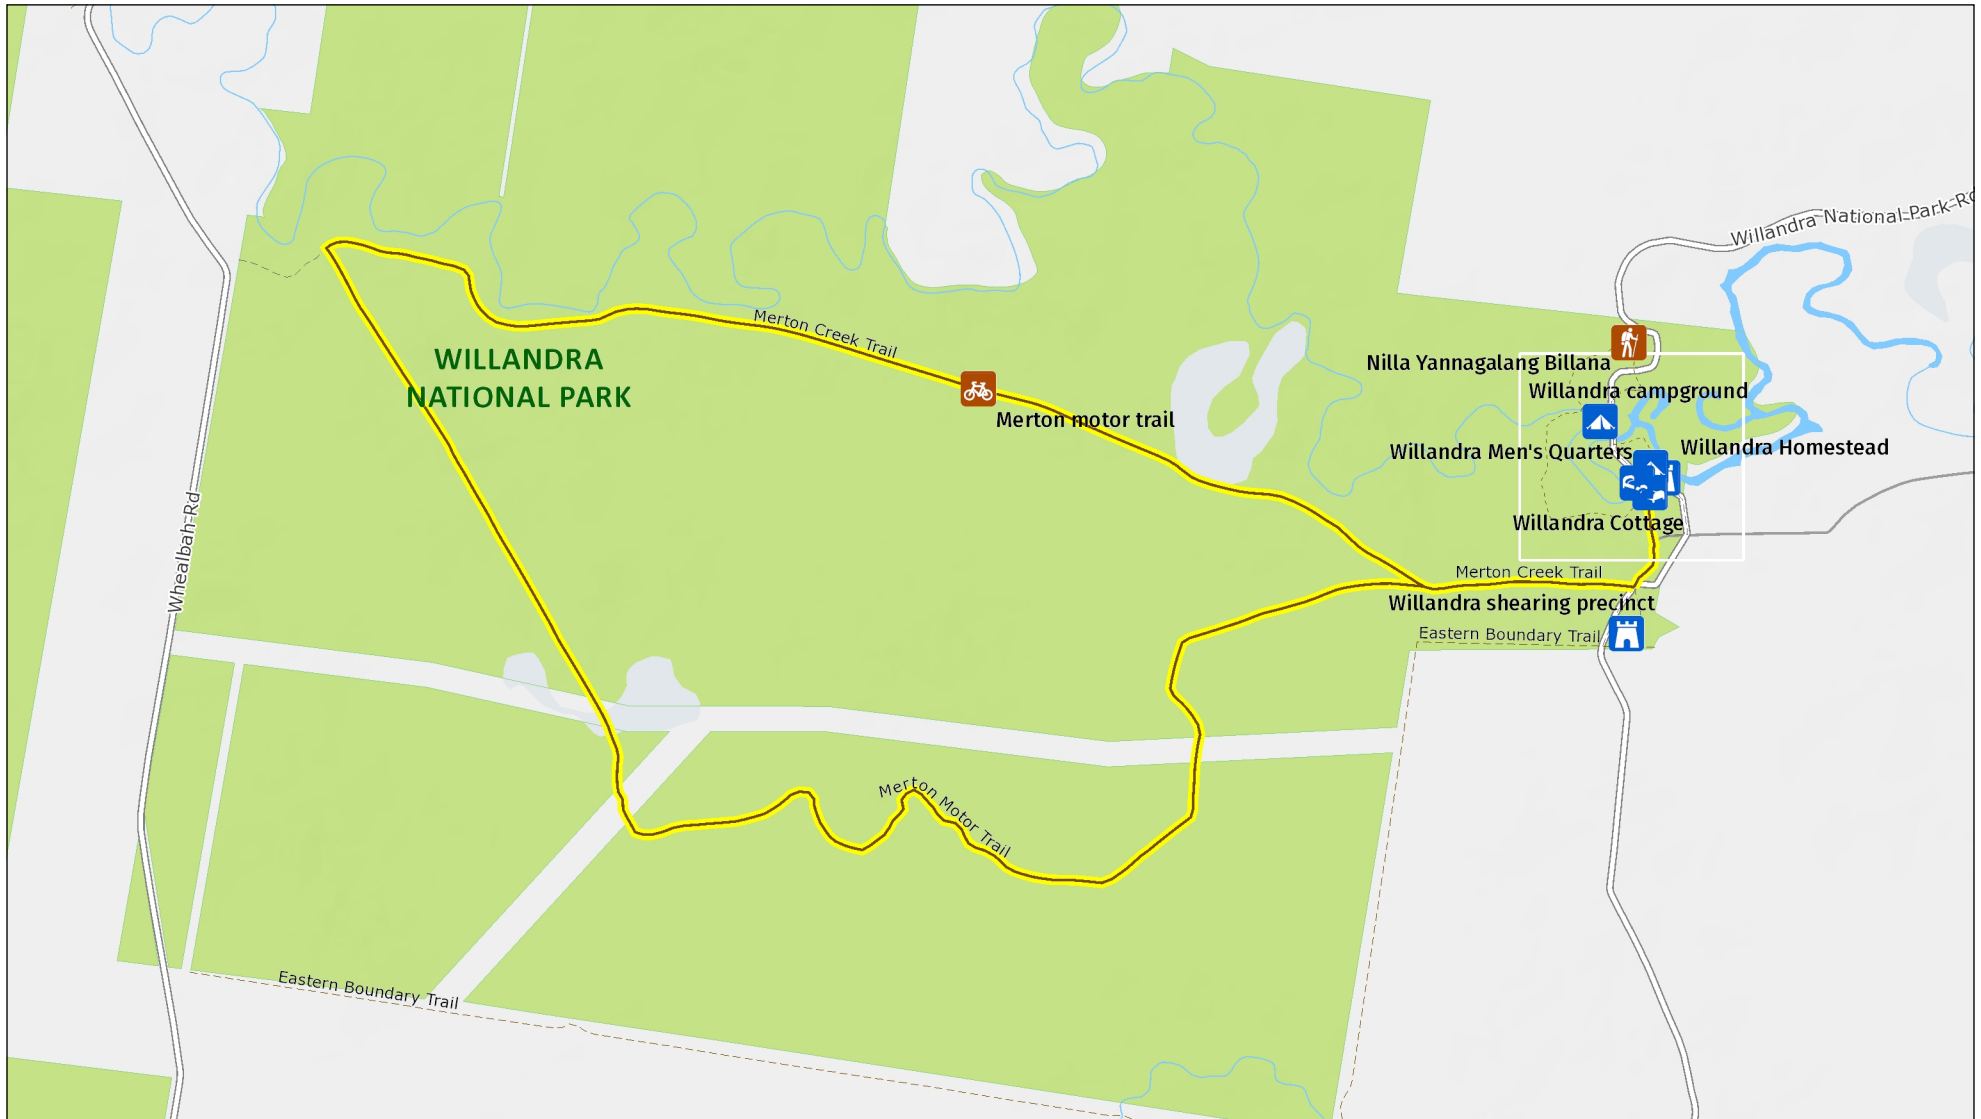 Willandra National Park Rd
Merton Creek Trail
WILLANDRA
NATIONAL PARK
Nilla Yannagalang Billana
Willandra campground
Merton motor trail
Willandra Men's Quarters
Willandra Homestead
Whealbah Rd
Willandra Cottage
Merton Creek Trail
Willandra shearing precinct
Eastern Boundary Trail
Merton Motor Trail
Eastern Boundary Trail